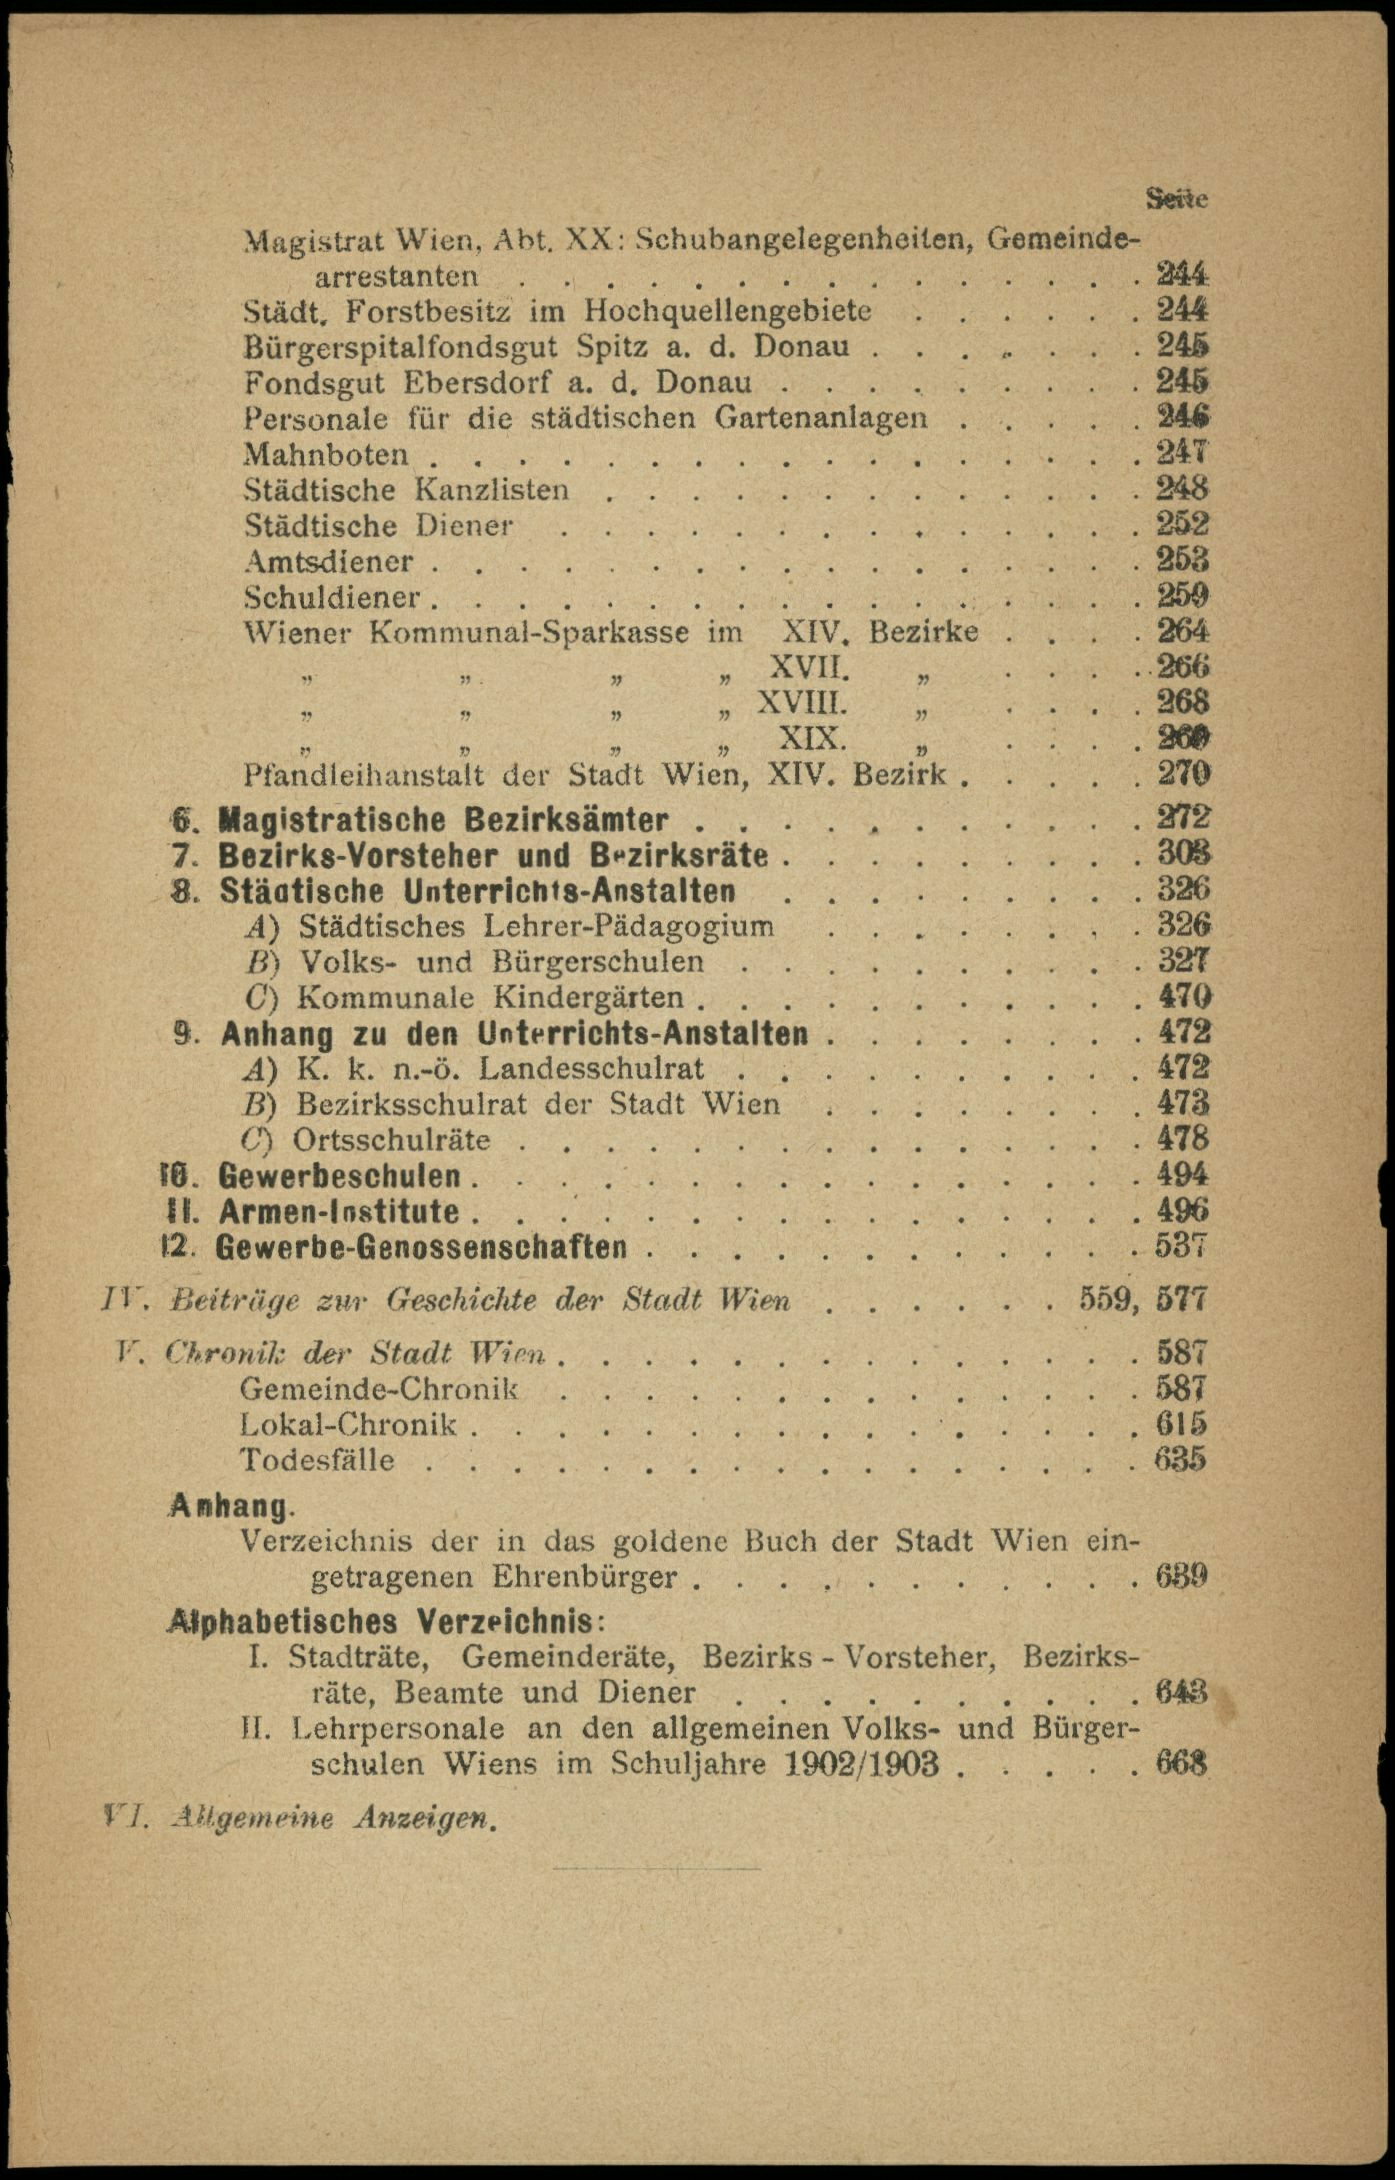 Seite
Magistrat Wien, Abt. XX: Schubangelegenheiten, Gemeinde-
arrestanten . . . . . . . . . . . . . . . 244
Städt. Forstbesitz im Hochquellengebiete . . . . . . 244
Bürgerspitalfondsgut Spitz a. d. Donau . . . . . . . 245
Fondsgut Ebersdorf a. d. Donau . . . . . . . . . 245
Personale für die städtischen Gartenanlagen . . . . . 246
Mahnboten . . . . . . . . . . . . . . . . . 247
Städtische Kanzlisten . . . . . . . . . . . . . 248
Städtische Diener . . . . . . . . . . . . . . 252
Amtsdiener . . . . . . . . . . . . . . . . . 253
Schuldiener . . . . . . . . . . . . . . . . . 259
Wiener Kommunal-Sparkasse im XIV. Bezirke . . . . 264
„ „ „ „ XVII. „ . . . . 266
„ „ „ „ XVIII. „ . . . . 268
„ „ „ „ XIX. „ . . . . 269
Pfandleihanstalt der Stadt Wien, XIV. Bezirk . . . . . 270
6. Magistratische Bezirksämter . . . . . . . . . . . 272
7. Bezirks-Vorsteher und Bezirksräte . . . . . . . . . 303
8. Städtische Unterrichts-Anstalten . . . . . . . . . 326
A) Städtisches Lehrer-Pädagogium . . . . . . . . 326
B) Volks- und Bürgerschulen . . . . . . . . . . 327
C) Kommunale Kindergärten . . . . . . . . . . . 470
9. Anhang zu den Unterrichts-Anstalten . . . . . . . . 472
A) K. k. n.-ö. Landesschulrat . . . . . . . . . . 472
B) Bezirksschulrat der Stadt Wien . . . . . . . . 473
C) Ortsschulräte . . . . . . . . . . . . . . . 478
10. Gewerbeschulen . . . . . . . . . . . . . . . . 494
11. Armen-Institute . . . . . . . . . . . . . . . . 496
12. Gewerbe-Genossenschaften . . . . . . . . . . . . 537
IV. Beiträge zur Geschichte der Stadt Wien . . . . . . 559, 577
V. Chronik der Stadt Wien . . . . . . . . . . . . . . 587
Gemeinde-Chronik . . . . . . . . . . . . . . 587
Lokal-Chronik . . . . . . . . . . . . . . . . 615
Todesfälle . . . . . . . . . . . . . . . . . 635
Anhang.
Verzeichnis der in das goldene Buch der Stadt Wien ein-
getragenen Ehrenbürger . . . . . . . . . . . 639
Alphabetisches Verzeichnis:
I. Stadträte, Gemeinderäte, Bezirks - Vorsteher, Bezirks-
räte, Beamte und Diener . . . . . . . . . . 643
II. Lehrpersonale an den allgemeinen Volks- und Bürger-
schulen Wiens im Schuljahre 1902/1903 . . . . . 668
VI. Allgemeine Anzeigen.